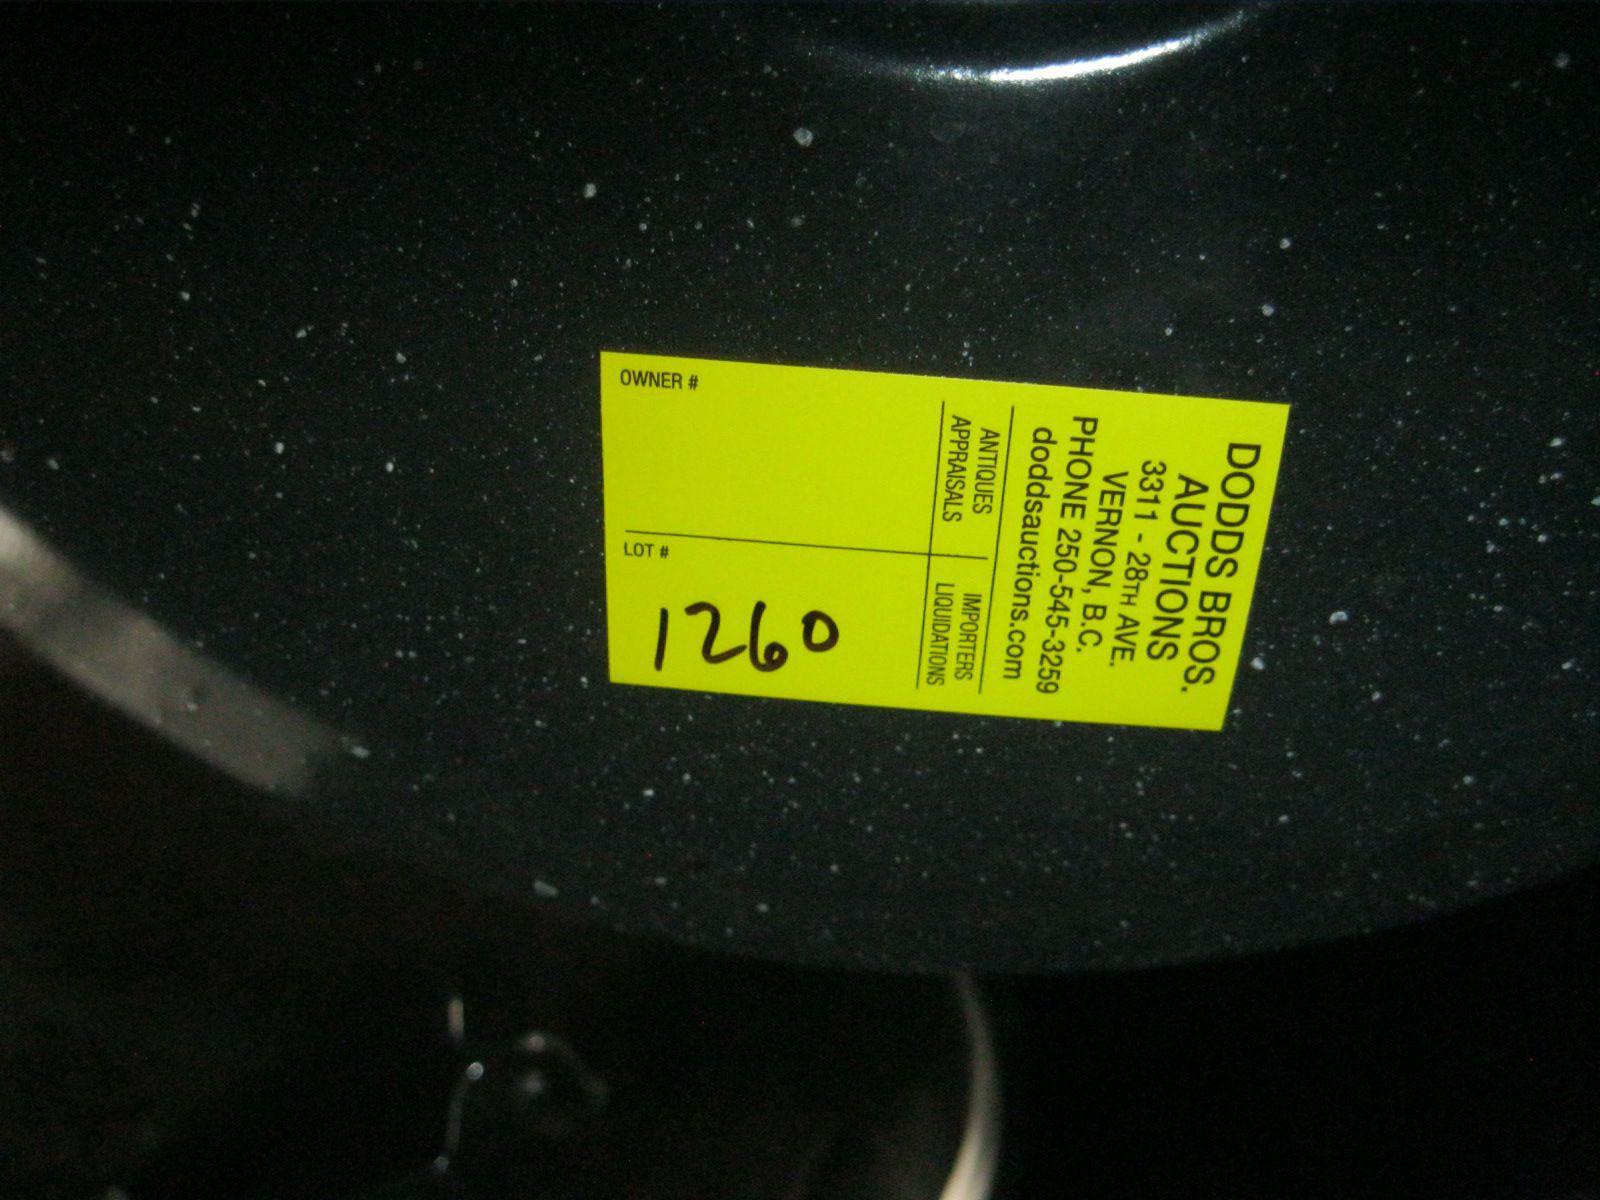 DODDS BROS.
AUCTIONS
3311 - 28TH AVE.
VERNON, B.C.
PHONE 250-545-3259
doddsauctions.com
ANTIQUES
APPRAISALS
IMPORTERS
LIQUIDATIONS
OWNER #
LOT #
1260